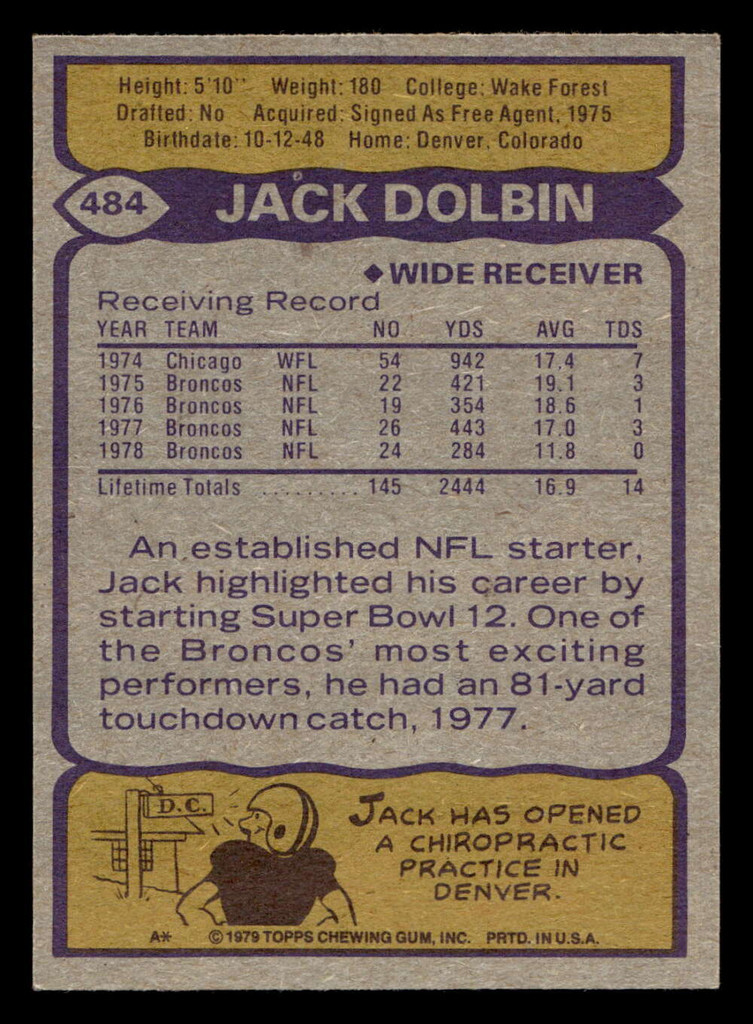 Height: 5'10" Weight: 180 College: Wake Forest
Drafted: No Acquired: Signed As Free Agent, 1975
Birthdate: 10-12-48 Home: Denver, Colorado
484 JACK DOLBIN
◆ WIDE RECEIVER
Receiving Record
YEAR TEAM NO YDS AVG TDS
1974 Chicago WFL 54 942 17.4 7
1975 Broncos NFL 22 421 19.1 3
1976 Broncos NFL 19 354 18.6 1
1977 Broncos NFL 26 443 17.0 3
1978 Broncos NFL 24 284 11.8 0
Lifetime Totals .......... 145 2444 16.9 14
An established NFL starter,
Jack highlighted his career by
starting Super Bowl 12. One of
the Broncos' most exciting
performers, he had an 81-yard
touchdown catch, 1977.
D.C.
JACK HAS OPENED
A CHIROPRACTIC
PRACTICE IN
DENVER.
A* © 1979 TOPPS CHEWING GUM, INC. PRTD. IN U.S.A.